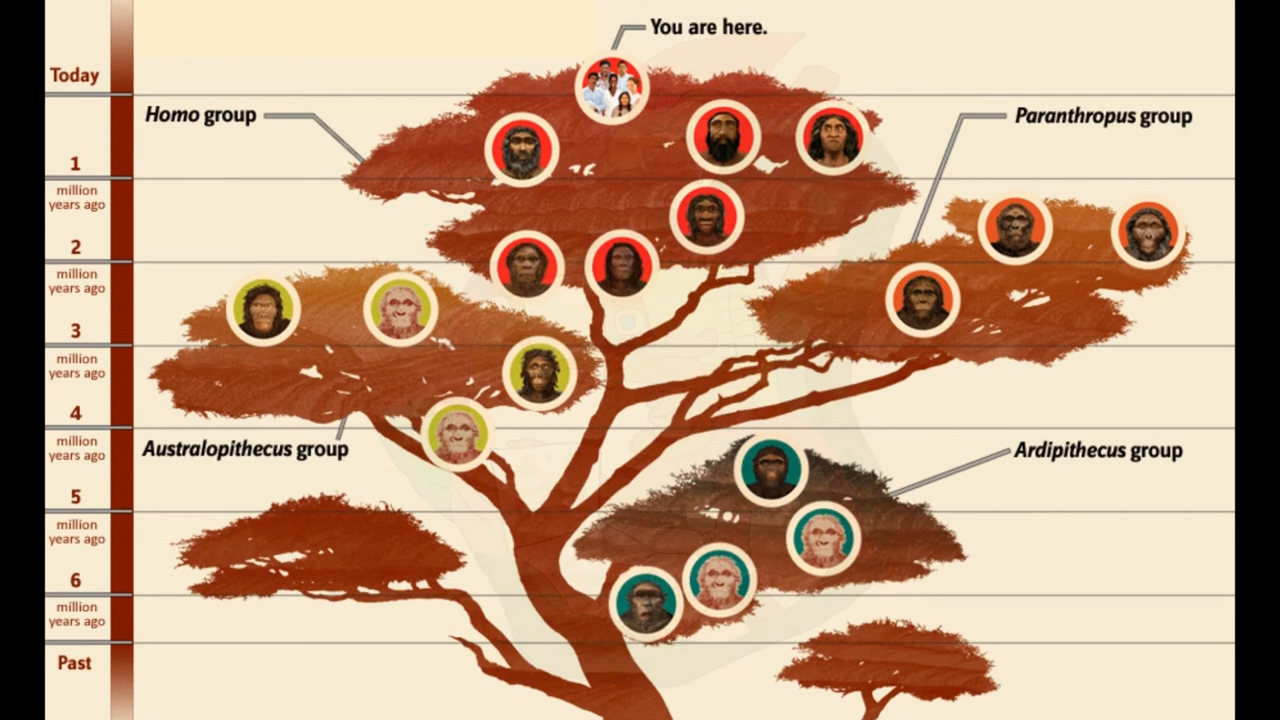 You are here.
Today
Homo group
Paranthropus group
1
million
years ago
2
million
years ago
3
million
years ago
4
million
years ago
Australopithecus group
Ardipithecus group
5
million
years ago
6
million
years ago
Past